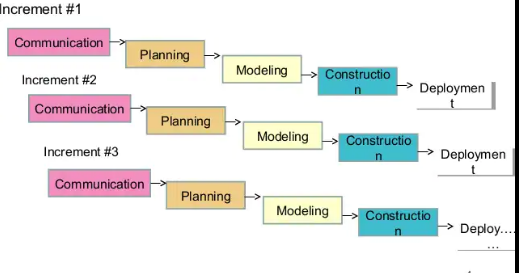 Increment #1
Communication
Planning
Modeling
Constructio
n
Deploymen
t
Increment #2
Communication
Planning
Modeling
Constructio
n
Deploymen
t
Increment #3
Communication
Planning
Modeling
Constructio
n
Deploy….
…